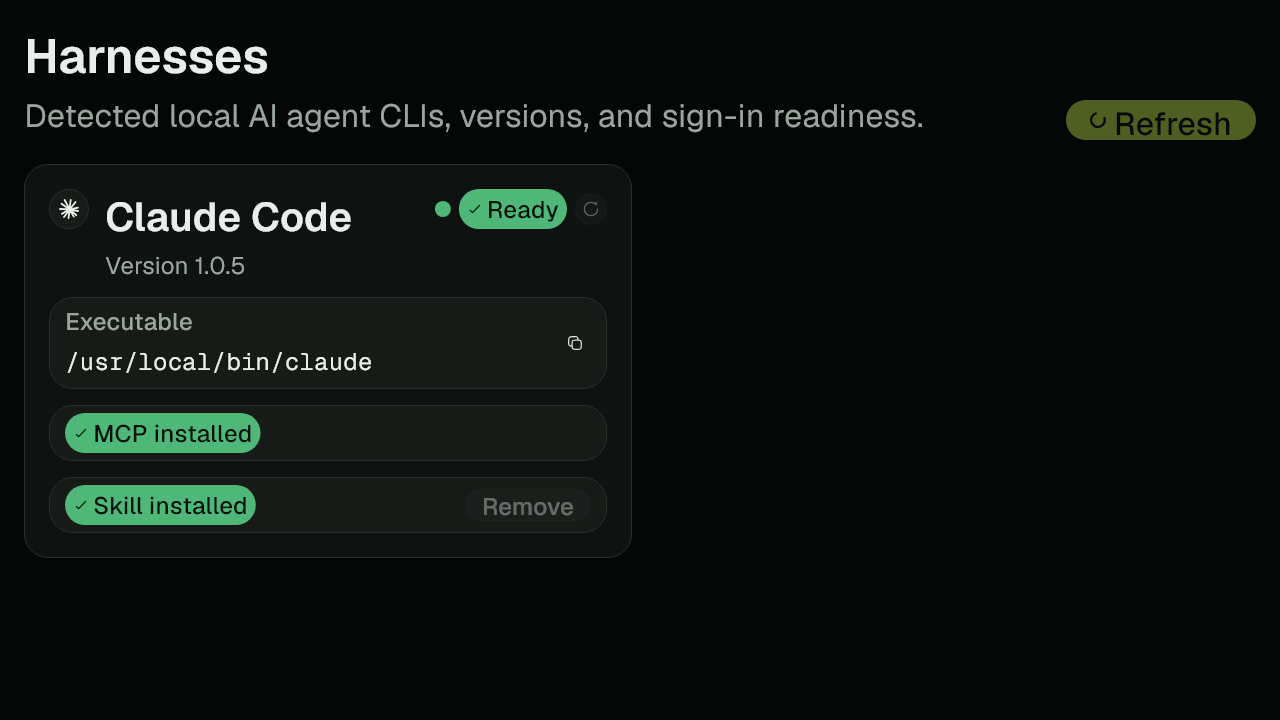 Harnesses
Detected local AI agent CLIs, versions, and sign-in readiness.
Refresh
Claude Code
Ready
Version 1.0.5
Executable
/usr/local/bin/claude
MCP installed
Skill installed
Remove